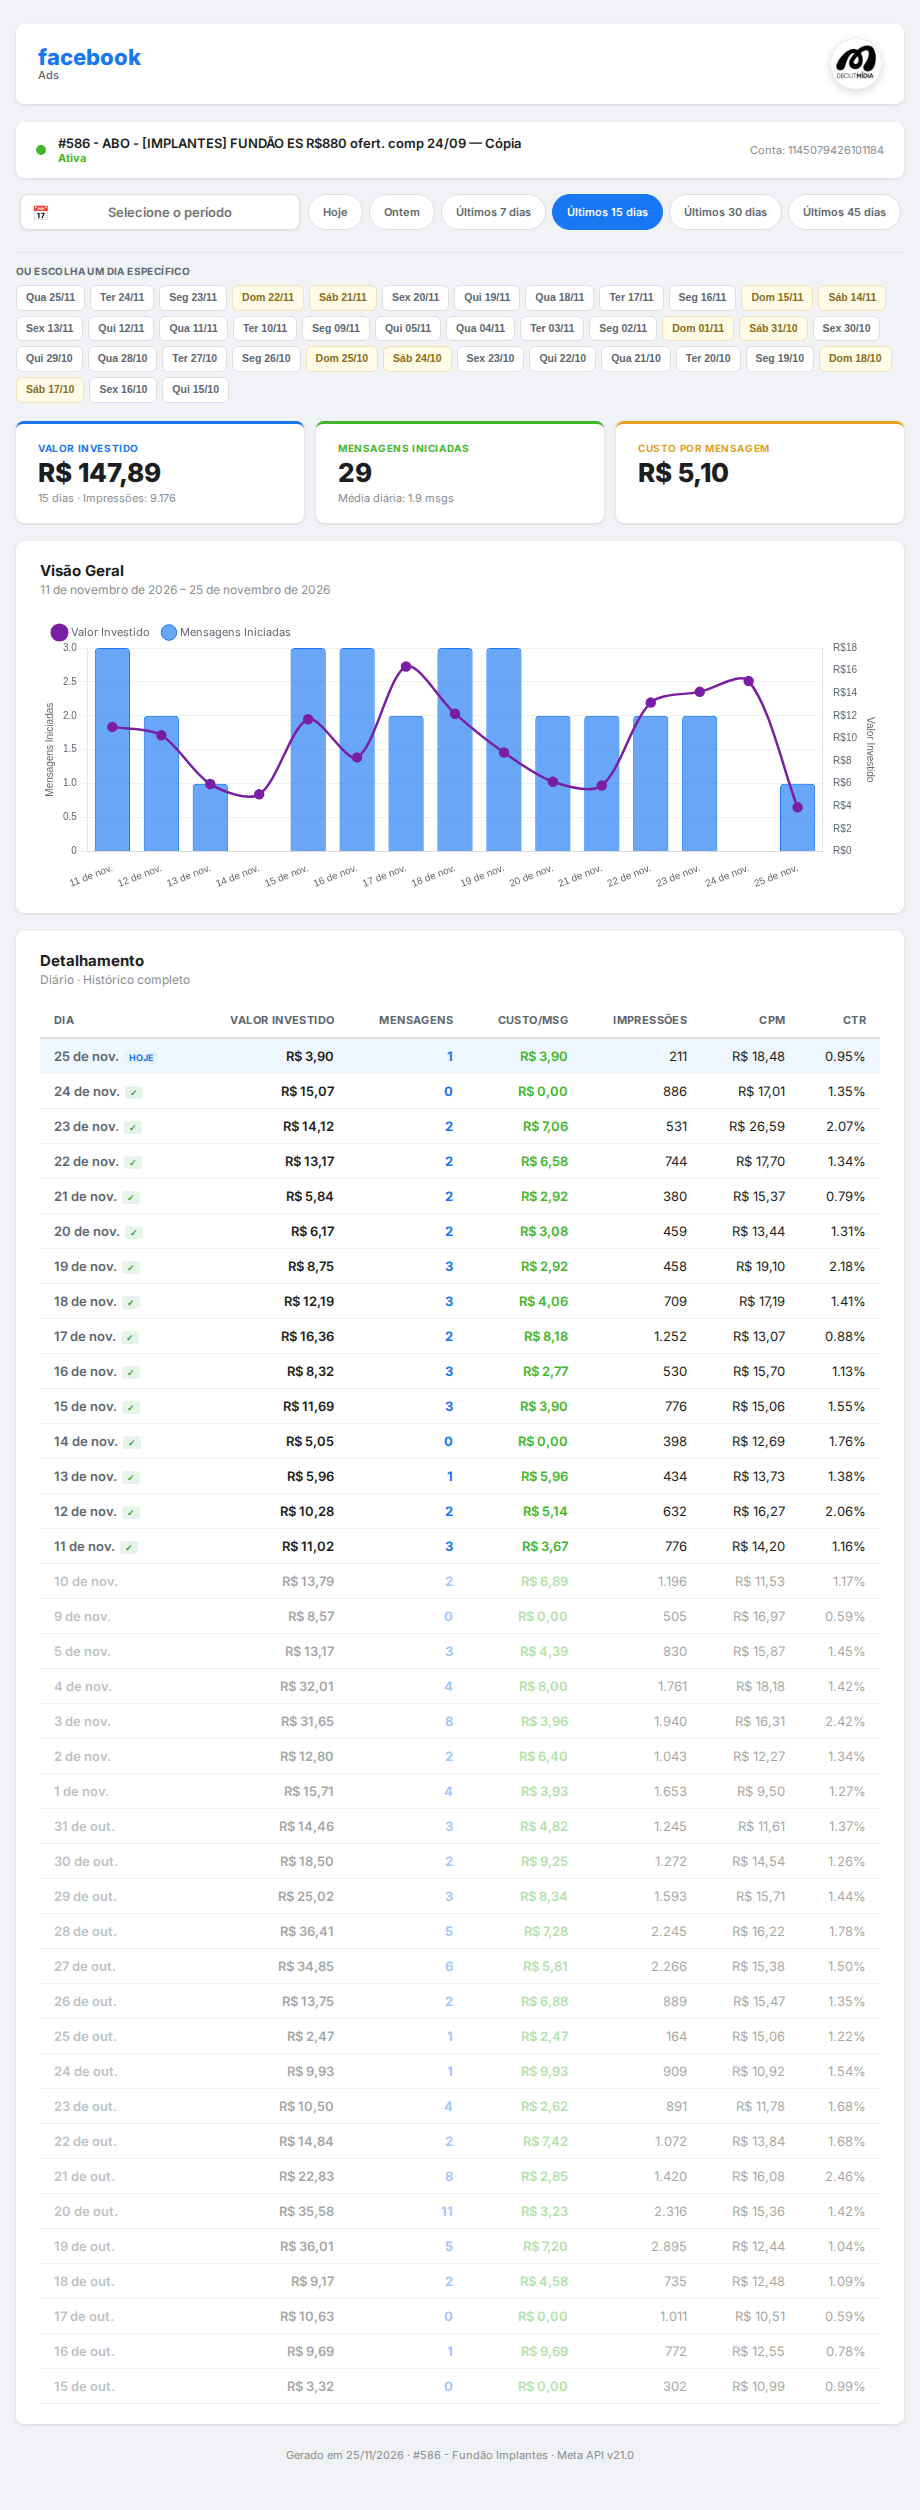 facebook
Ads
DBOUTMÍDIA
#586 - ABO - [IMPLANTES] FUNDÃO ES R$880 ofert. comp 24/09 — Cópia
Ativa
Conta: 1145079426101184
Selecione o período
Hoje
Ontem
Últimos 7 dias
Últimos 15 dias
Últimos 30 dias
Últimos 45 dias
OU ESCOLHA UM DIA ESPECÍFICO
Qua 25/11 Ter 24/11 Seg 23/11 Dom 22/11 Sáb 21/11 Sex 20/11 Qui 19/11 Qua 18/11 Ter 17/11 Seg 16/11 Dom 15/11 Sáb 14/11
Sex 13/11 Qui 12/11 Qua 11/11 Ter 10/11 Seg 09/11 Qui 05/11 Qua 04/11 Ter 03/11 Seg 02/11 Dom 01/11 Sáb 31/10 Sex 30/10
Qui 29/10 Qua 28/10 Ter 27/10 Seg 26/10 Dom 25/10 Sáb 24/10 Sex 23/10 Qui 22/10 Qua 21/10 Ter 20/10 Seg 19/10 Dom 18/10
Sáb 17/10 Sex 16/10 Qui 15/10
VALOR INVESTIDO
R$ 147,89
15 dias · Impressões: 9.176
MENSAGENS INICIADAS
29
Média diária: 1.9 msgs
CUSTO POR MENSAGEM
R$ 5,10
Visão Geral
11 de novembro de 2026 – 25 de novembro de 2026
Valor Investido Mensagens Iniciadas
Mensagens Iniciadas
3.0
2.5
2.0
1.5
1.0
0.5
0
R$18
R$16
R$14
R$12
R$10
R$8
R$6
R$4
R$2
R$0
Valor Investido
11 de nov. 12 de nov. 13 de nov. 14 de nov. 15 de nov. 16 de nov. 17 de nov. 18 de nov. 19 de nov. 20 de nov. 21 de nov. 22 de nov. 23 de nov. 24 de nov. 25 de nov.
Detalhamento
Diário · Histórico completo
DIA VALOR INVESTIDO MENSAGENS CUSTO/MSG IMPRESSÕES CPM CTR
25 de nov. HOJE R$ 3,90 1 R$ 3,90 211 R$ 18,48 0.95%
24 de nov. ✓ R$ 15,07 0 R$ 0,00 886 R$ 17,01 1.35%
23 de nov. ✓ R$ 14,12 2 R$ 7,06 531 R$ 26,59 2.07%
22 de nov. ✓ R$ 13,17 2 R$ 6,58 744 R$ 17,70 1.34%
21 de nov. ✓ R$ 5,84 2 R$ 2,92 380 R$ 15,37 0.79%
20 de nov. ✓ R$ 6,17 2 R$ 3,08 459 R$ 13,44 1.31%
19 de nov. ✓ R$ 8,75 3 R$ 2,92 458 R$ 19,10 2.18%
18 de nov. ✓ R$ 12,19 3 R$ 4,06 709 R$ 17,19 1.41%
17 de nov. ✓ R$ 16,36 2 R$ 8,18 1.252 R$ 13,07 0.88%
16 de nov. ✓ R$ 8,32 3 R$ 2,77 530 R$ 15,70 1.13%
15 de nov. ✓ R$ 11,69 3 R$ 3,90 776 R$ 15,06 1.55%
14 de nov. ✓ R$ 5,05 0 R$ 0,00 398 R$ 12,69 1.76%
13 de nov. ✓ R$ 5,96 1 R$ 5,96 434 R$ 13,73 1.38%
12 de nov. ✓ R$ 10,28 2 R$ 5,14 632 R$ 16,27 2.06%
11 de nov. ✓ R$ 11,02 3 R$ 3,67 776 R$ 14,20 1.16%
10 de nov. R$ 13,79 2 R$ 6,89 1.196 R$ 11,53 1.17%
9 de nov. R$ 8,57 0 R$ 0,00 505 R$ 16,97 0.59%
5 de nov. R$ 13,17 3 R$ 4,39 830 R$ 15,87 1.45%
4 de nov. R$ 32,01 4 R$ 8,00 1.761 R$ 18,18 1.42%
3 de nov. R$ 31,65 8 R$ 3,96 1.940 R$ 16,31 2.42%
2 de nov. R$ 12,80 2 R$ 6,40 1.043 R$ 12,27 1.34%
1 de nov. R$ 15,71 4 R$ 3,93 1.653 R$ 9,50 1.27%
31 de out. R$ 14,46 3 R$ 4,82 1.245 R$ 11,61 1.37%
30 de out. R$ 18,50 2 R$ 9,25 1.272 R$ 14,54 1.26%
29 de out. R$ 25,02 3 R$ 8,34 1.593 R$ 15,71 1.44%
28 de out. R$ 36,41 5 R$ 7,28 2.245 R$ 16,22 1.78%
27 de out. R$ 34,85 6 R$ 5,81 2.266 R$ 15,38 1.50%
26 de out. R$ 13,75 2 R$ 6,88 889 R$ 15,47 1.35%
25 de out. R$ 2,47 1 R$ 2,47 164 R$ 15,06 1.22%
24 de out. R$ 9,93 1 R$ 9,93 909 R$ 10,92 1.54%
23 de out. R$ 10,50 4 R$ 2,62 891 R$ 11,78 1.68%
22 de out. R$ 14,84 2 R$ 7,42 1.072 R$ 13,84 1.68%
21 de out. R$ 22,83 8 R$ 2,85 1.420 R$ 16,08 2.46%
20 de out. R$ 35,58 11 R$ 3,23 2.316 R$ 15,36 1.42%
19 de out. R$ 36,01 5 R$ 7,20 2.895 R$ 12,44 1.04%
18 de out. R$ 9,17 2 R$ 4,58 735 R$ 12,48 1.09%
17 de out. R$ 10,63 0 R$ 0,00 1.011 R$ 10,51 0.59%
16 de out. R$ 9,69 1 R$ 9,69 772 R$ 12,55 0.78%
15 de out. R$ 3,32 0 R$ 0,00 302 R$ 10,99 0.99%
Gerado em 25/11/2026 · #586 - Fundão Implantes · Meta API v21.0